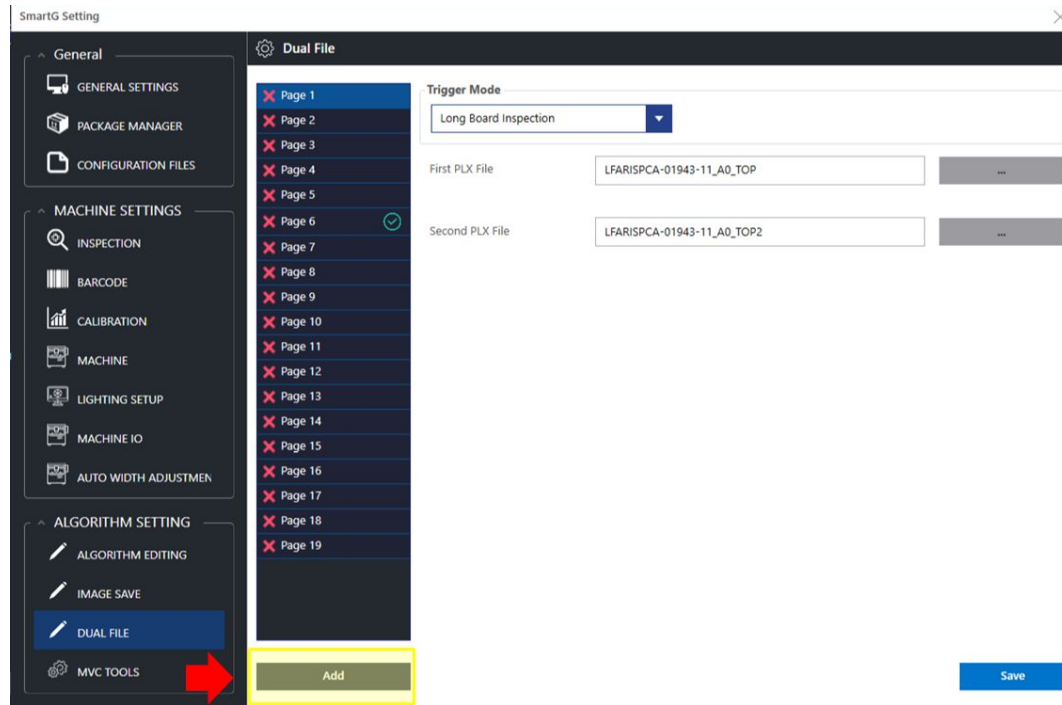 SmartG Setting
General
GENERAL SETTINGS
PACKAGE MANAGER
CONFIGURATION FILES
MACHINE SETTINGS
INSPECTION
BARCODE
CALIBRATION
MACHINE
LIGHTING SETUP
MACHINE IO
AUTO WIDTH ADJUSTMEN
ALGORITHM SETTING
ALGORITHM EDITING
IMAGE SAVE
DUAL FILE
MVC TOOLS
Dual File
Page 1
Page 2
Page 3
Page 4
Page 5
Page 6
Page 7
Page 8
Page 9
Page 10
Page 11
Page 12
Page 13
Page 14
Page 15
Page 16
Page 17
Page 18
Page 19
Add
Trigger Mode
Long Board Inspection
First PLX File
LFARISPCA-01943-11_A0_TOP
...
Second PLX File
LFARISPCA-01943-11_A0_TOP2
...
Save